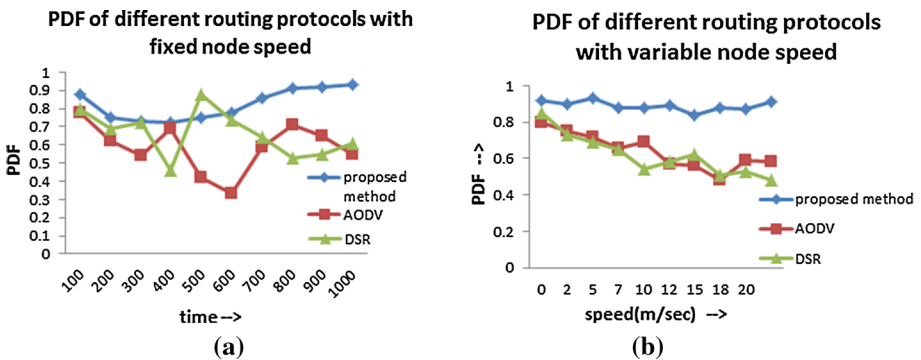 PDF of different routing protocols with
fixed node speed
PDF
1
0.9
0.8
0.7
0.6
0.5
0.4
0.3
0.2
0.1
0
100
200
300
400
500
600
700
800
900
1000
time-->
proposed
method
AODV
DSR
(a)
PDF of different routing protocols
with variable node speed
PDF -->
1
0.8
0.6
0.4
0.2
0
0
2
5
7
10
12
15
18
20
speed(m/sec) -->
proposed method
AODV
DSR
(b)